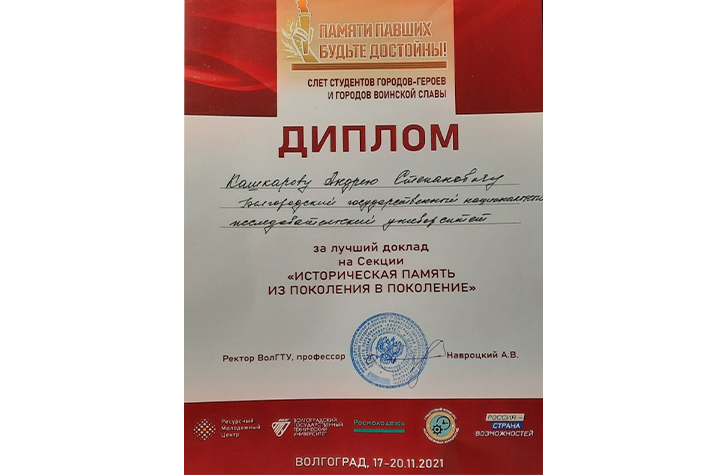 ПАМЯТИ ПАВШИХ
БУДЬТЕ ДОСТОЙНЫ!
СЛЕТ СТУДЕНТОВ ГОРОДОВ-ГЕРОЕВ
И ГОРОДОВ ВОИНСКОЙ СЛАВЫ
ДИПЛОМ
Кашкарову Андрею Степановичу
Белгородский государственный национальный
исследовательский университет
за лучший доклад
на Секции
«ИСТОРИЧЕСКАЯ ПАМЯТЬ
ИЗ ПОКОЛЕНИЯ В ПОКОЛЕНИЕ»
Ректор ВолГТУ, профессор Навроцкий А.В.
Ресурсный
Молодежный
Центр
ВОЛГОГРАДСКИЙ
ГОСУДАРСТВЕННЫЙ
ТЕХНИЧЕСКИЙ
УНИВЕРСИТЕТ
Росмолодежь
РОССИЯ –
СТРАНА
ВОЗМОЖНОСТЕЙ
ВОЛГОГРАД, 17-20.11.2021